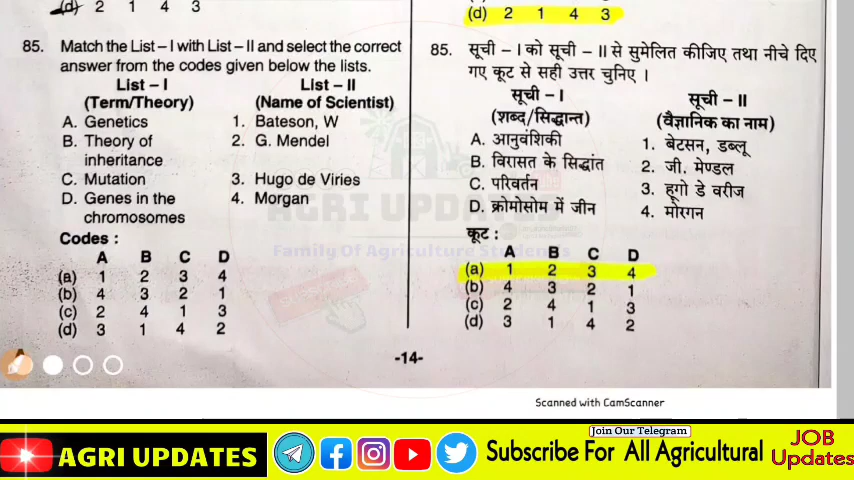 (d) 2 1 4 3
85. Match the List – I with List – II and select the correct
answer from the codes given below the lists.
List – I List – II
(Term/Theory) (Name of Scientist)
A. Genetics 1. Bateson, W
B. Theory of 2. G. Mendel
inheritance
C. Mutation 3. Hugo de Viries
D. Genes in the 4. Morgan
chromosomes
Codes :
A B C D
(a) 1 2 3 4
(b) 4 3 2 1
(c) 2 4 1 3
(d) 3 1 4 2
(d) 2 1 4 3
85. सूची – I को सूची – II से सुमेलित कीजिए तथा नीचे दिए
गए कूट से सही उत्तर चुनिए ।
सूची – I सूची – II
(शब्द/सिद्धान्त) (वैज्ञानिक का नाम)
A. आनुवंशिकी 1. बेटसन, डब्लू
B. विरासत के सिद्धांत 2. जी. मेण्डल
C. परिवर्तन 3. हूगो डे वरीज
D. क्रोमोसोम में जीन 4. मोरगन
कूट :
A B C D
(a) 1 2 3 4
(b) 4 3 2 1
(c) 2 4 1 3
(d) 3 1 4 2
AGRI UPDATES
Family Of Agriculture Student's
-14-
Scanned with CamScanner
AGRI UPDATES
Join Our Telegram
Subscribe For All Agricultural
JOB
Updates